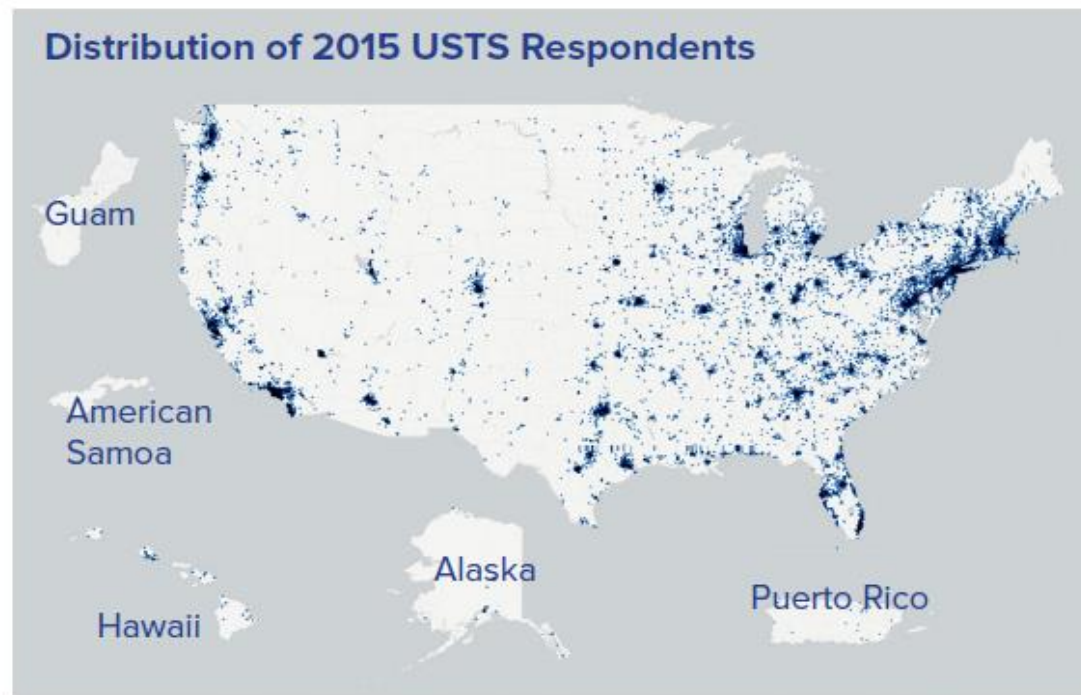 Distribution of 2015 USTS Respondents
Guam
American
Samoa
Hawaii
Alaska
Puerto Rico